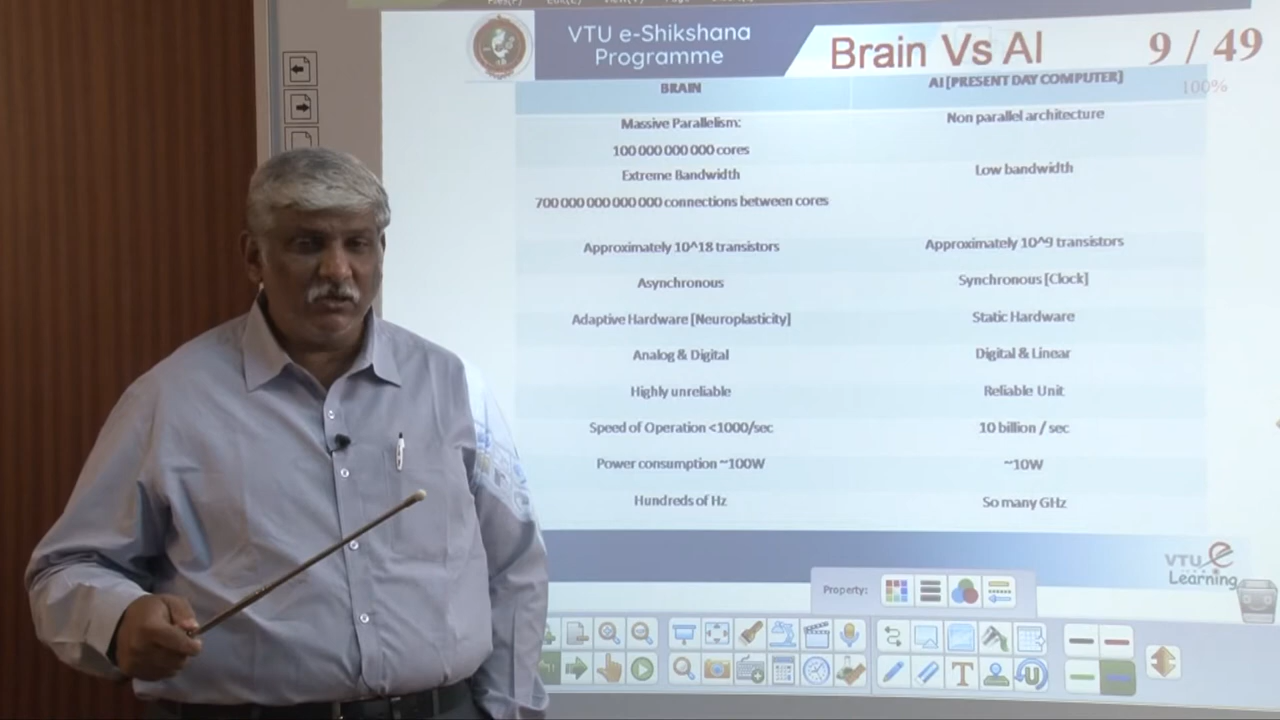 VTU e-Shikshana
Programme
Brain Vs AI
9 / 49
100%
BRAIN
AI [PRESENT DAY COMPUTER]
Massive Parallelism:
Non parallel architecture
100 000 000 000 cores
Extreme Bandwidth
Low bandwidth
700 000 000 000 000 connections between cores
Approximately 10^18 transistors
Approximately 10^9 transistors
Asynchronous
Synchronous [Clock]
Adaptive Hardware [Neuroplasticity]
Static Hardware
Analog & Digital
Digital & Linear
Highly unreliable
Reliable Unit
Speed of Operation <1000/sec
10 billion / sec
Power consumption ~100W
~10W
Hundreds of Hz
So many GHz
VTU e
Learning
Property:
T